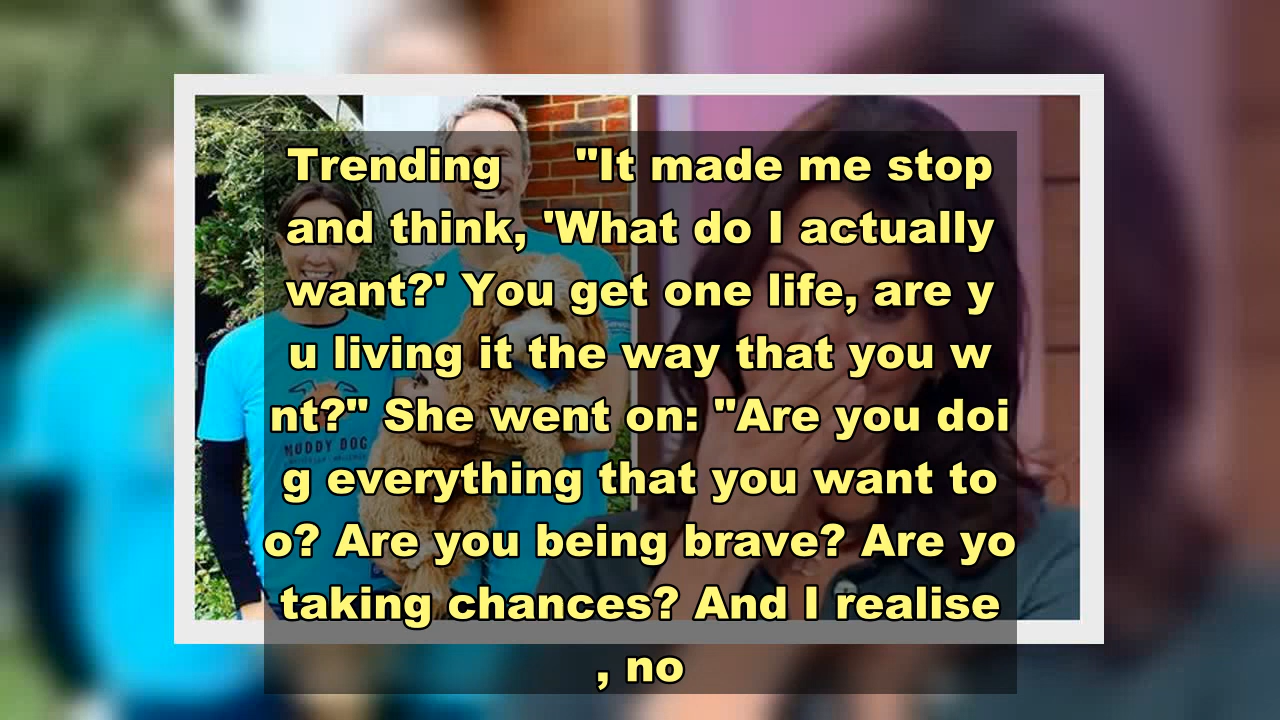 Trending "It made me stop
and think, 'What do I actually
want?' You get one life, are y
u living it the way that you w
nt?" She went on: "Are you doi
g everything that you want to
o? Are you being brave? Are yo
taking chances? And I realise
, no
MUDDY DOG